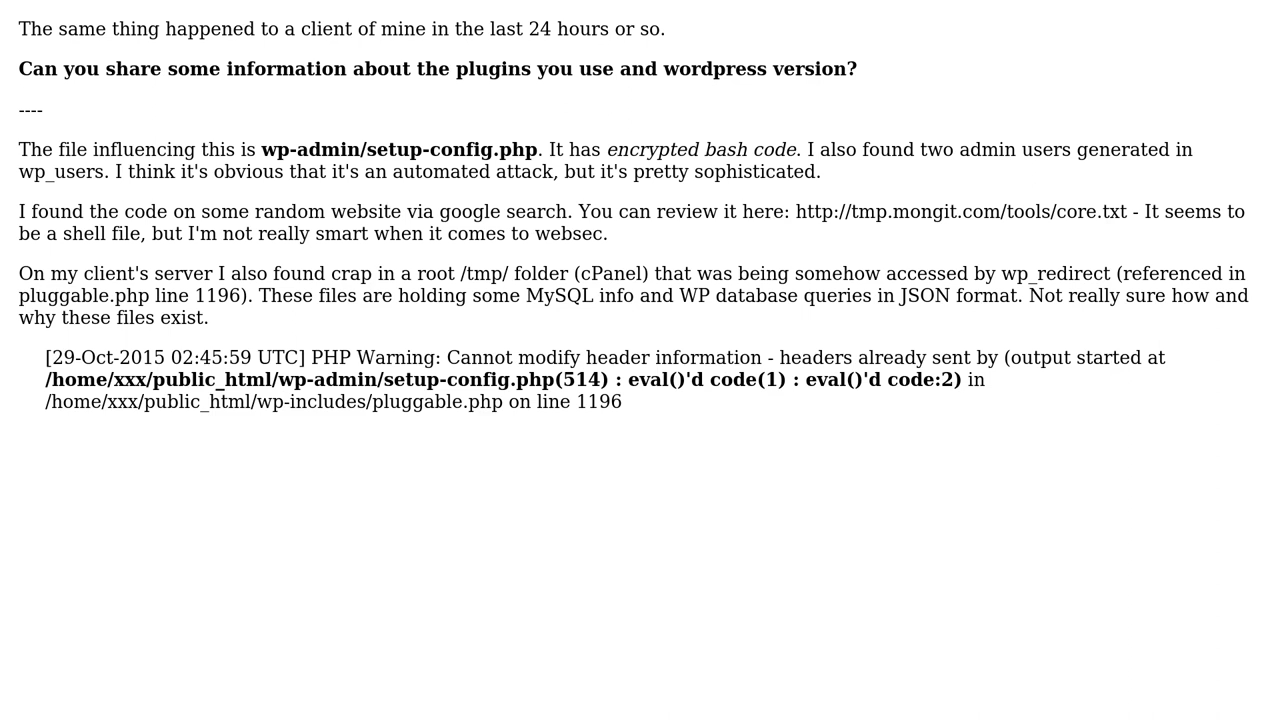 The same thing happened to a client of mine in the last 24 hours or so.
Can you share some information about the plugins you use and wordpress version?
----
The file influencing this is wp-admin/setup-config.php. It has encrypted bash code. I also found two admin users generated in
wp_users. I think it's obvious that it's an automated attack, but it's pretty sophisticated.
I found the code on some random website via google search. You can review it here: http://tmp.mongit.com/tools/core.txt - It seems to
be a shell file, but I'm not really smart when it comes to websec.
On my client's server I also found crap in a root /tmp/ folder (cPanel) that was being somehow accessed by wp_redirect (referenced in
pluggable.php line 1196). These files are holding some MySQL info and WP database queries in JSON format. Not really sure how and
why these files exist.
[29-Oct-2015 02:45:59 UTC] PHP Warning: Cannot modify header information - headers already sent by (output started at
/home/xxx/public_html/wp-admin/setup-config.php(514) : eval()'d code(1) : eval()'d code:2) in
/home/xxx/public_html/wp-includes/pluggable.php on line 1196